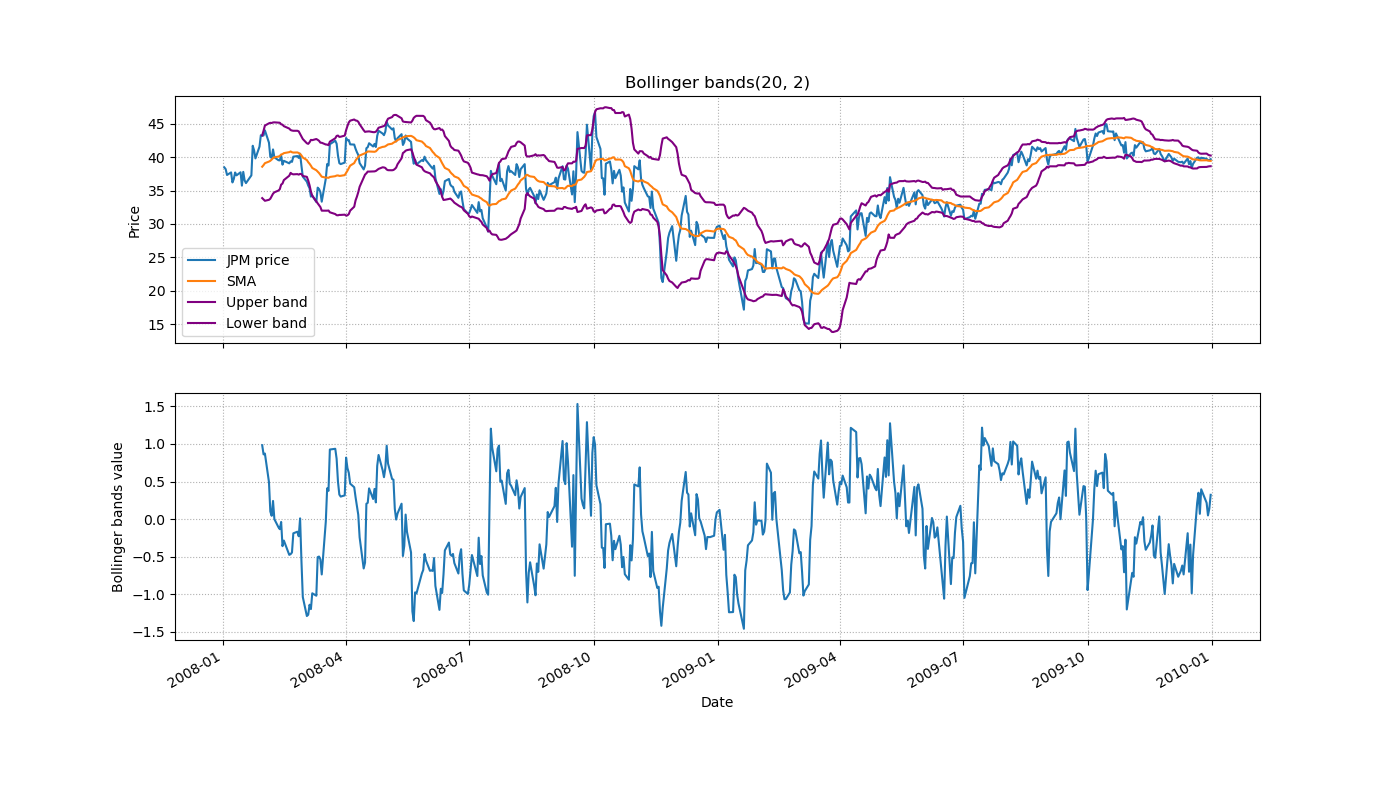 Bollinger bands(20, 2)
45
40
35
30
25
20
15
Price
JPM price
SMA
Upper band
Lower band
1.5
1.0
0.5
0.0
−0.5
−1.0
−1.5
Bollinger bands value
2008-01
2008-04
2008-07
2008-10
2009-01
2009-04
2009-07
2009-10
2010-01
Date